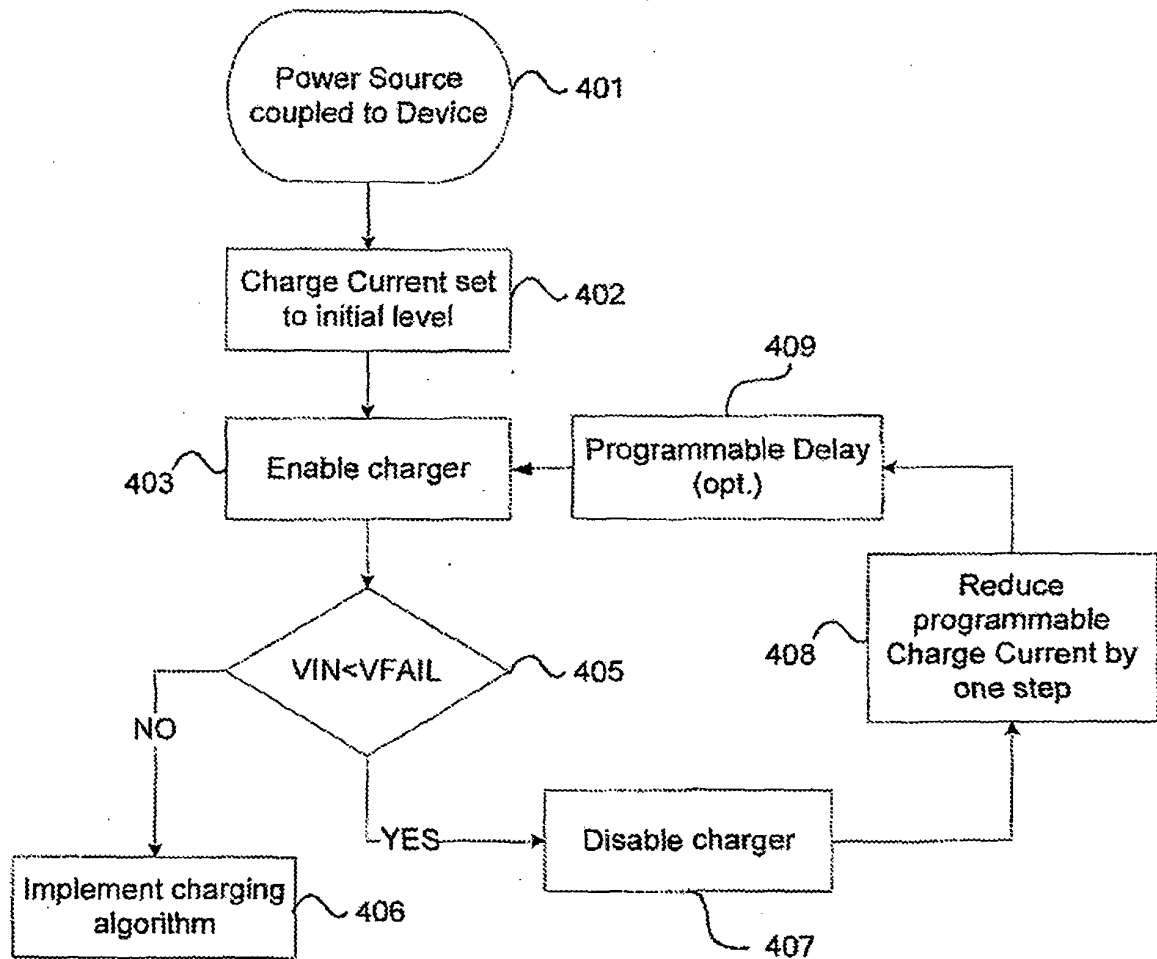 Power Source
coupled to Device
401
Charge Current set
to initial level
402
409
Enable charger
403
Programmable Delay
(opt.)
Reduce
programmable
Charge Current by
one step
408
VIN<VFAIL
405
NO
YES
Disable charger
407
Implement charging
algorithm
406